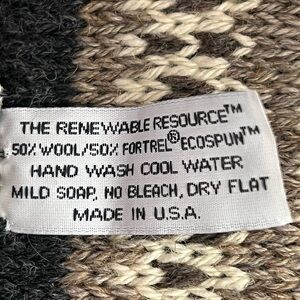 THE RENEWABLE RESOURCE™
50% WOOL/50% FORTREL® ECOSPUN™
HAND WASH COOL WATER
MILD SOAP, NO BLEACH, DRY FLAT
MADE IN U.S.A.